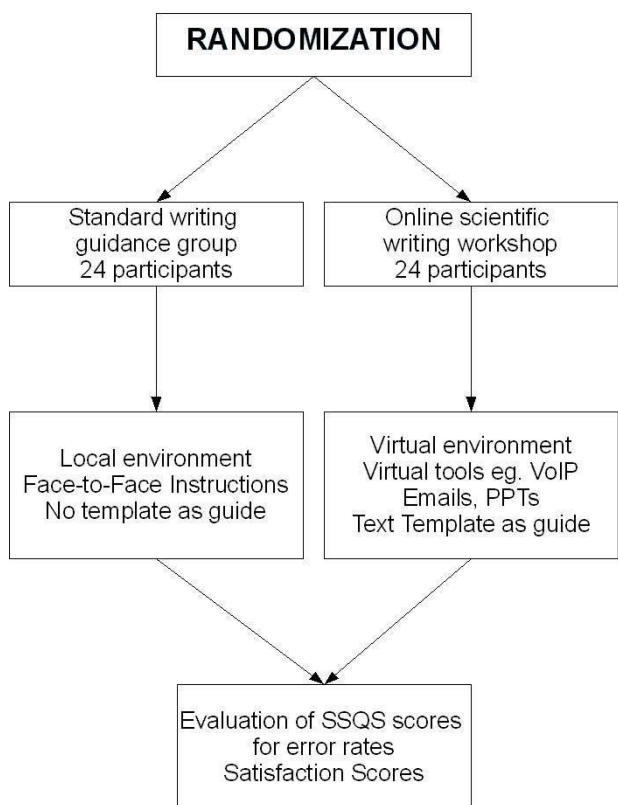 RANDOMIZATION
Standard writing
guidance group
24 participants
Online scientific
writing workshop
24 participants
Local environment
Face-to-Face Instructions
No template as guide
Virtual environment
Virtual tools eg. VoIP
Emails, PPTs
Text Template as guide
Evaluation of SSQS scores
for error rates
Satisfaction Scores